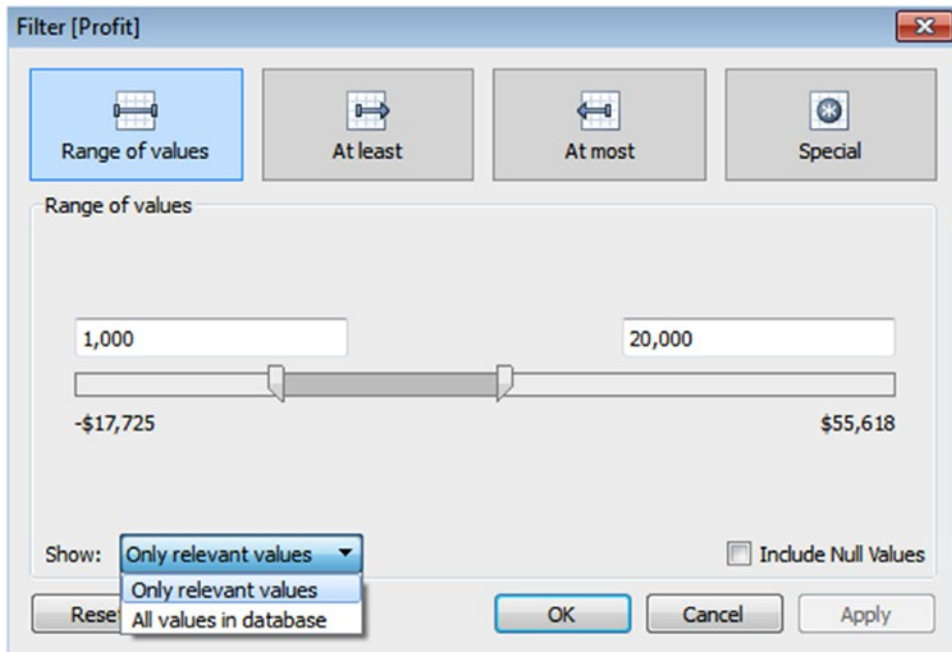 Filter [Profit]
Range of values
At least
At most
Special
Range of values
1,000
20,000
-$17,725
$55,618
Show:
Only relevant values
Include Null Values
Only relevant values
All values in database
Rese
OK
Cancel
Apply